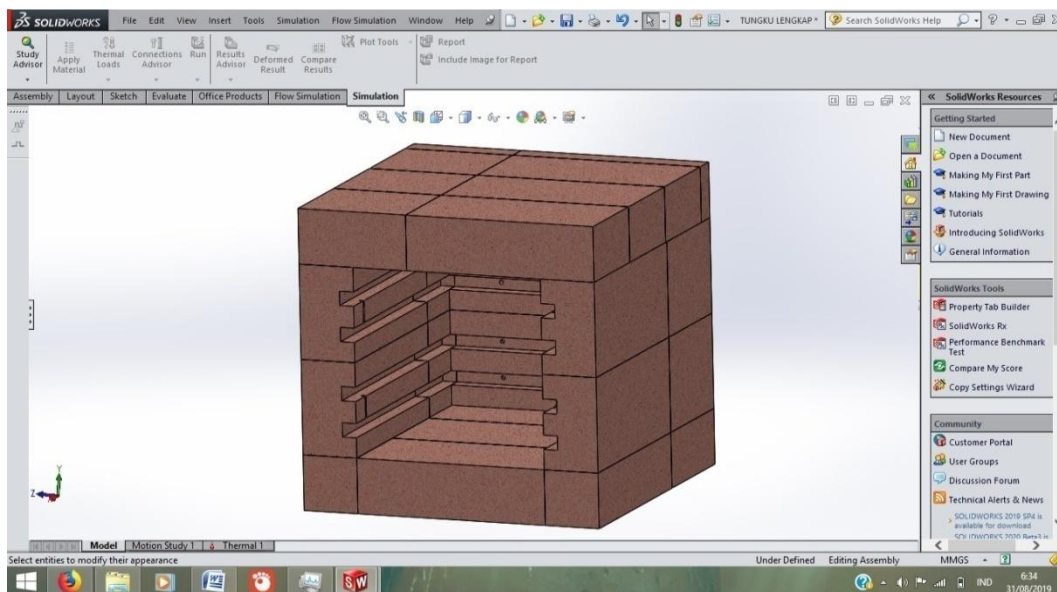 SOLIDWORKS File Edit View Insert Tools Simulation Flow Simulation Window Help TUNGKU LENGKAP * Search SolidWorks Help
Study Advisor
Apply Material
Thermal Loads
Connections Advisor
Run
Results Advisor
Deformed Result
Compare Results
Plot Tools
Report
Include Image for Report
Assembly Layout Sketch Evaluate Office Products Flow Simulation Simulation
SolidWorks Resources
Getting Started
New Document
Open a Document
Making My First Part
Making My First Drawing
Tutorials
Introducing SolidWorks
General Information
SolidWorks Tools
Property Tab Builder
SolidWorks Rx
Performance Benchmark
Test
Compare My Score
Copy Settings Wizard
Community
Customer Portal
User Groups
Discussion Forum
Technical Alerts & News
SOLIDWORKS 2019 SP4 is
available for download
SOLIDWORKS 2020 Beta3 is
Y
Z
Model Motion Study 1 Thermal 1
Select entities to modify their appearance Under Defined Editing Assembly MMGS
IND 6:34
31/08/2019